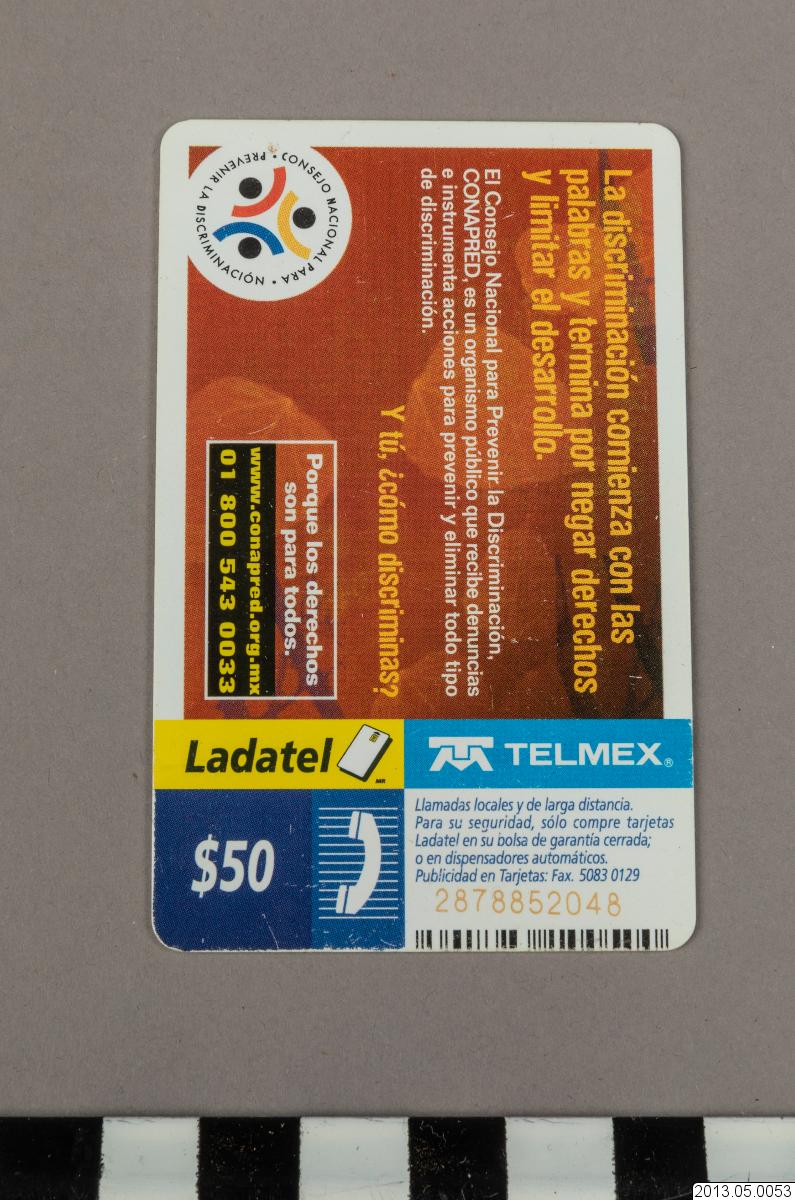 La discriminación comienza con las
palabras y termina por negar derechos
y limitar el desarrollo.
El Consejo Nacional para Prevenir la Discriminación,
CONAPRED, es un organismo público que recibe denuncias
e instrumenta acciones para prevenir y eliminar todo tipo
de discriminación.
Y tú, ¿cómo discriminas?
Porque los derechos
son para todos.
www.conapred.org.mx
01 800 543 0033
CONSEJO NACIONAL PARA PREVENIR LA DISCRIMINACIÓN
Ladatel
MR
TELMEX®
$50
Llamadas locales y de larga distancia.
Para su seguridad, sólo compre tarjetas
Ladatel en su bolsa de garantía cerrada;
o en dispensadores automáticos.
Publicidad en Tarjetas: Fax. 5083 0129
2878852048
2013.05.0053